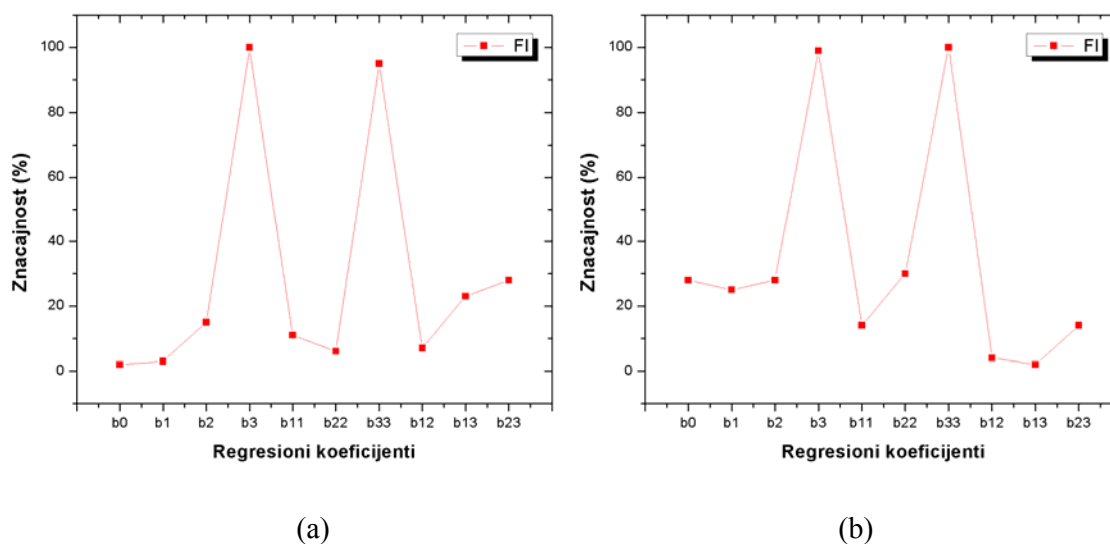 FI
100
80
60
40
20
0
Znacajnost (%)
b0 b1 b2 b3 b11 b22 b33 b12 b13 b23
Regresioni koeficijenti
(a)
FI
100
80
60
40
20
0
Znacajnost (%)
b0 b1 b2 b3 b11 b22 b33 b12 b13 b23
Regresioni koeficijenti
(b)